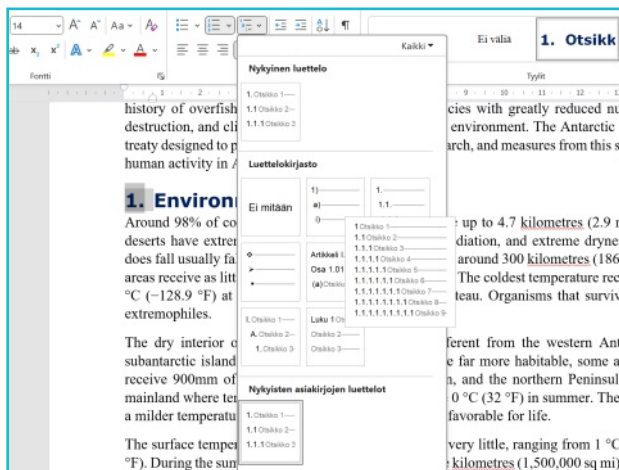 14
A A Aa A
ab x₂ x² A A
Ei väliä
1. Otsikk
Fontti
Tyylit
Kaikki
Nykyinen luettelo
1. Otsikko 1
1.1 Otsikko 2
1.1.1 Otsikko 3
Luettelokirjasto
Ei mitään
1)
a)
i)
1.
1.1.
Artikkeli I.
Osa 1.01
(a) Otsikko
1 Otsikko 1
1.1 Otsikko 2
1.1.1 Otsikko 3
1.1.1.1 Otsikko 4
1.1.1.1.1 Otsikko 5
1.1.1.1.1.1 Otsikko 6
1.1.1.1.1.1.1 Otsikko 7
1.1.1.1.1.1.1.1 Otsikko 8
1.1.1.1.1.1.1.1.1 Otsikko 9
I. Otsikko 1
A. Otsikko 2
1. Otsikko 3
Luku 1 Ot
Otsikko 2
Otsikko 3
Nykyisten asiakirjojen luettelot
1. Otsikko 1
1.1 Otsikko 2
1.1.1 Otsikko 3
history of overfish cies with greatly reduced nu
destruction, and cli environment. The Antarctic
treaty designed to p arch, and measures from this s
human activity in A
1. Environ
Around 98% of co up to 4.7 kilometres (2.9 m
deserts have extrem diation, and extreme dryne
does fall usually fa around 300 kilometres (186
areas receive as litt The coldest temperature rec
°C (−128.9 °F) at teau. Organisms that surviv
extremophiles.
The dry interior o fferent from the western Ant
subantarctic island e far more habitable, some a
receive 900mm of n, and the northern Peninsul
mainland where te 0 °C (32 °F) in summer. The
a milder temperatu favorable for life.
The surface temper very little, ranging from 1 °C
°F). During the sum kilometres (1,500,000 sq mi)